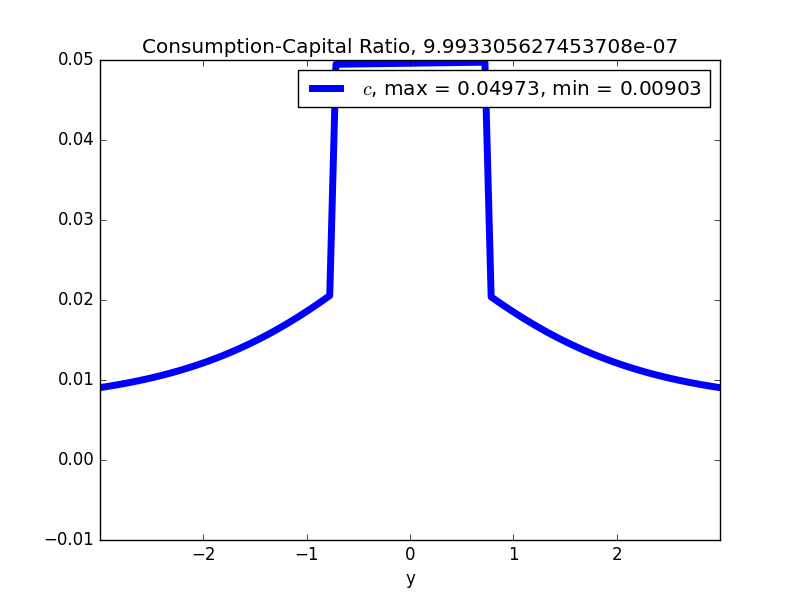 Consumption-Capital Ratio, 9.993305627453708e-07
c, max = 0.04973, min = 0.00903
0.05
0.04
0.03
0.02
0.01
0.00
−0.01
−2 −1 0 1 2
y